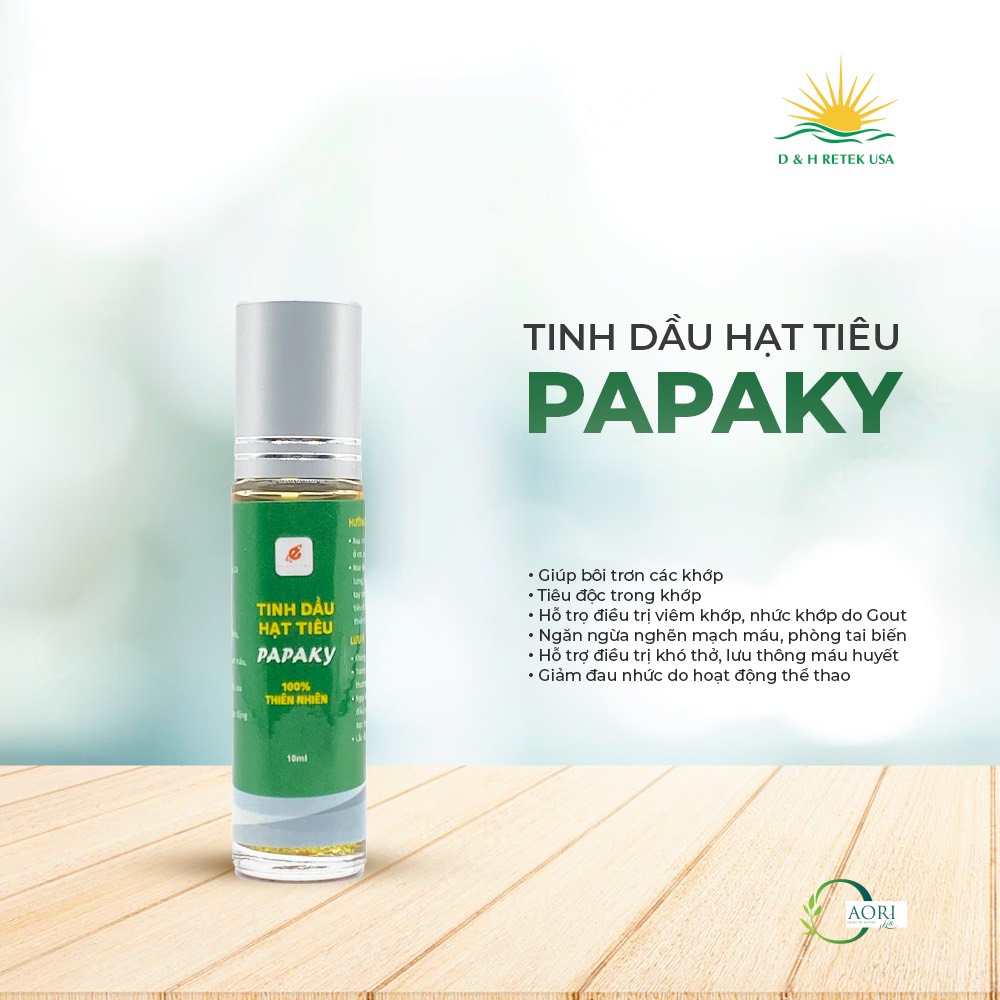 D & H RETEK USA
TINH DẦU HẠT TIÊU
PAPAKY
• Giúp bôi trơn các khớp
• Tiêu độc trong khớp
• Hỗ trọ điều trị viêm khớp, nhức khớp do Gout
• Ngăn ngừa nghẽn mạch máu, phòng tai biến
• Hỗ trợ điều trị khó thở, lưu thông máu huyết
• Giảm đau nhức do hoạt động thể thao
TINH DẦU
HẠT TIÊU
PAPAKY
100%
THIÊN NHIÊN
10ml
AORI
skin